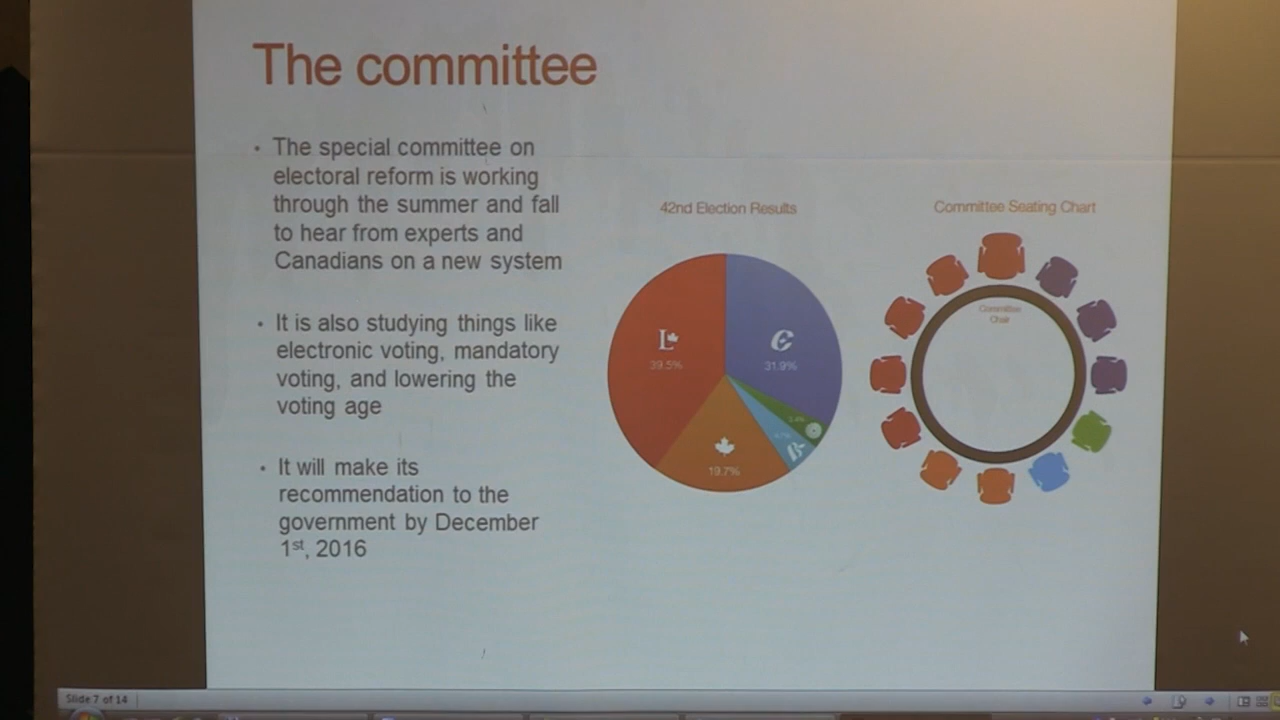 The committee
• The special committee on
electoral reform is working
through the summer and fall
to hear from experts and
Canadians on a new system
• It is also studying things like
electronic voting, mandatory
voting, and lowering the
voting age
• It will make its
recommendation to the
government by December
1st, 2016
42nd Election Results
39.5%
31.9%
19.7%
Committee Seating Chart
Committee
Chair
Slide 7 of 14